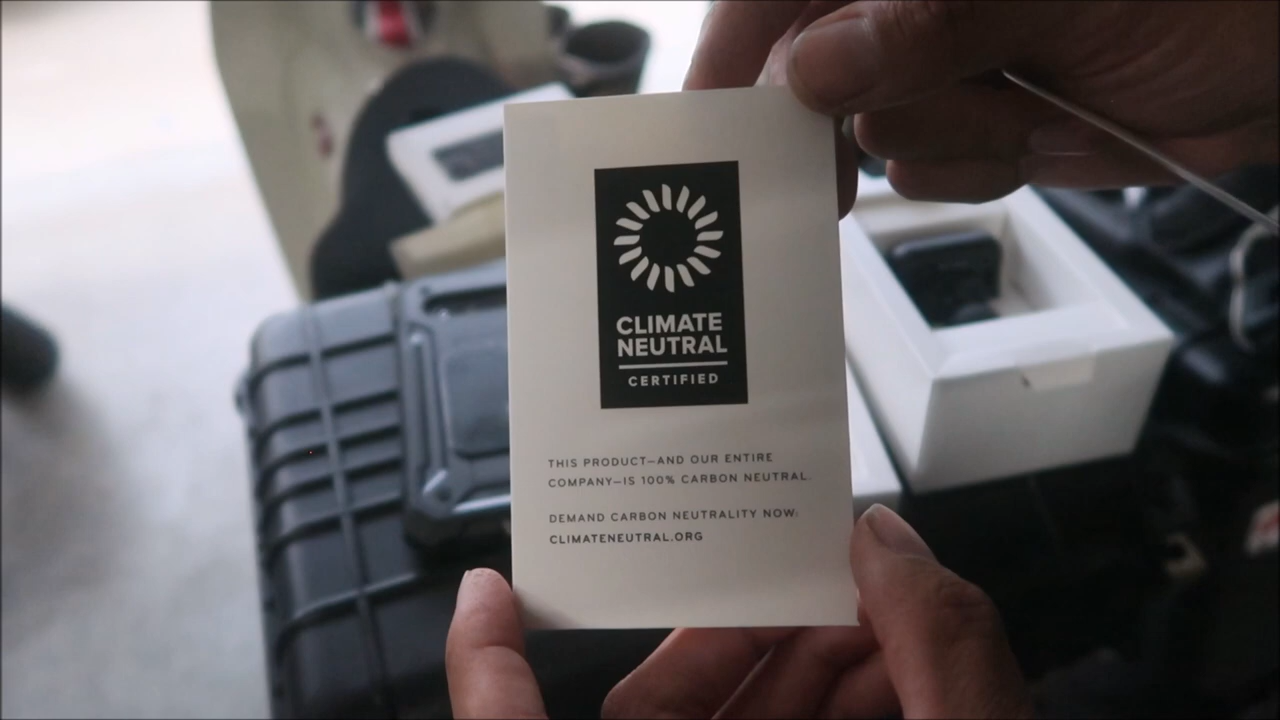 CLIMATE
NEUTRAL
CERTIFIED
THIS PRODUCT—AND OUR ENTIRE
COMPANY—IS 100% CARBON NEUTRAL.
DEMAND CARBON NEUTRALITY NOW:
CLIMATENEUTRAL.ORG